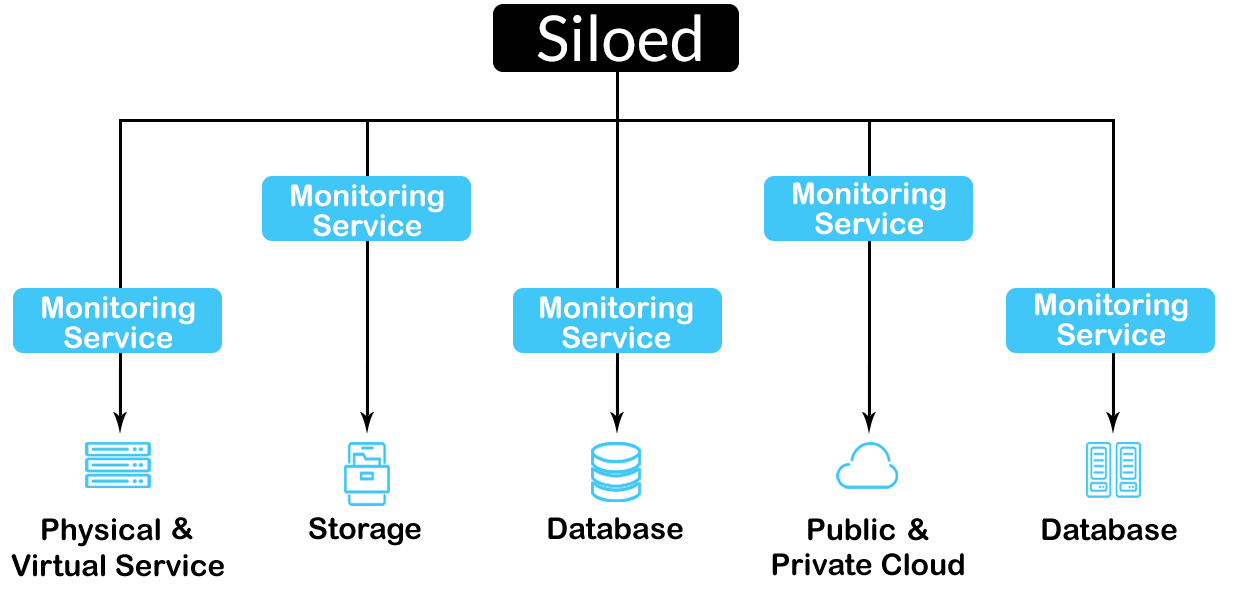 Siloed
Monitoring
Service
Monitoring
Service
Monitoring
Service
Monitoring
Service
Monitoring
Service
Physical &
Virtual Service
Storage
Database
Public &
Private Cloud
Database